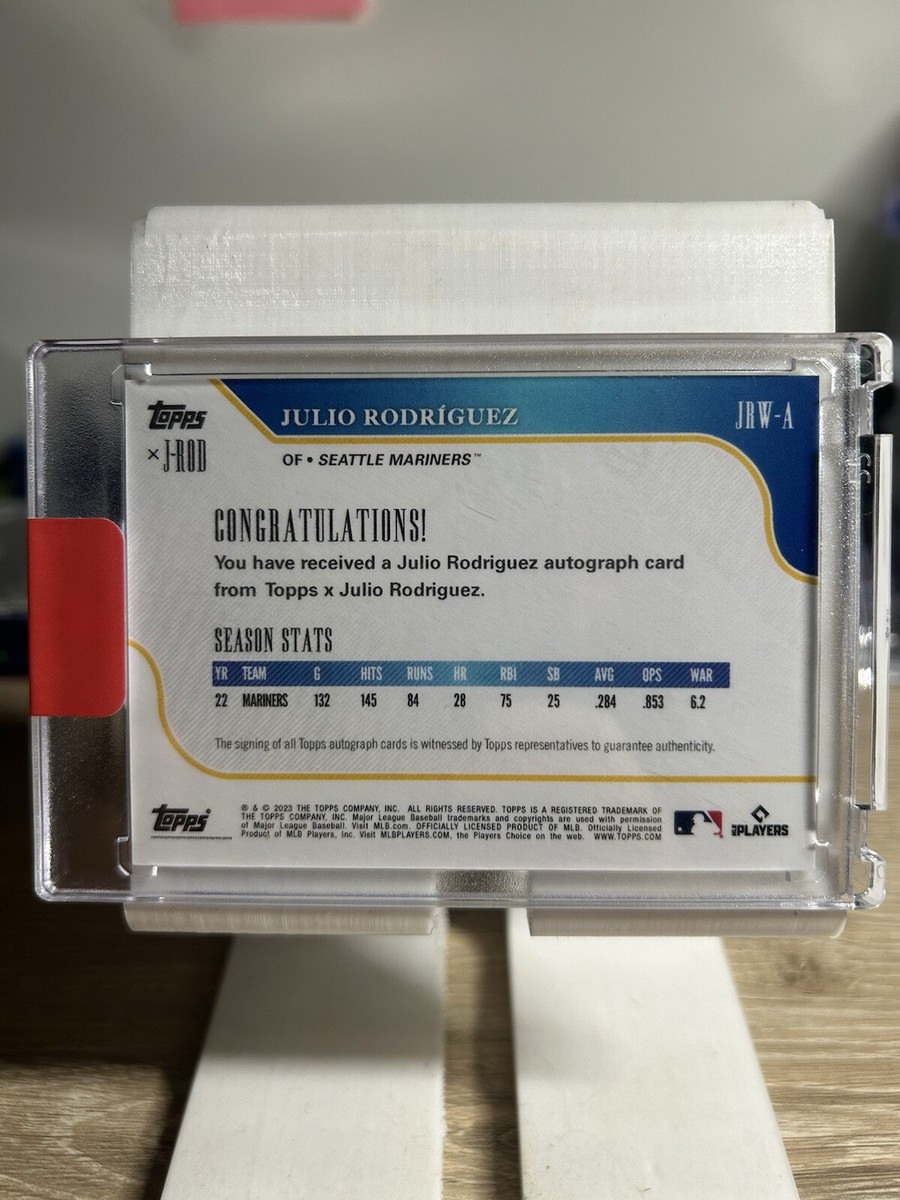 TOPPS
× J-ROD
JULIO RODRÍGUEZ
JRW-A
OF • SEATTLE MARINERS™
CONGRATULATIONS!
You have received a Julio Rodriguez autograph card
from Topps x Julio Rodriguez.
SEASON STATS
YR TEAM G HITS RUNS HR RBI SB AVG OPS WAR
22 MARINERS 132 145 84 28 75 25 .284 .853 6.2
The signing of all Topps autograph cards is witnessed by Topps representatives to guarantee authenticity.
TOPPS
® & © 2023 THE TOPPS COMPANY, INC. ALL RIGHTS RESERVED. TOPPS IS A REGISTERED TRADEMARK OF
THE TOPPS COMPANY, INC. Major League Baseball trademarks and copyrights are used with permission
of Major League Baseball. Visit MLB.com. OFFICIALLY LICENSED PRODUCT OF MLB. Officially Licensed
Product of MLB Players, Inc. Visit MLBPLAYERS.COM, the Players Choice on the web. WWW.TOPPS.COM
MLB PLAYERS